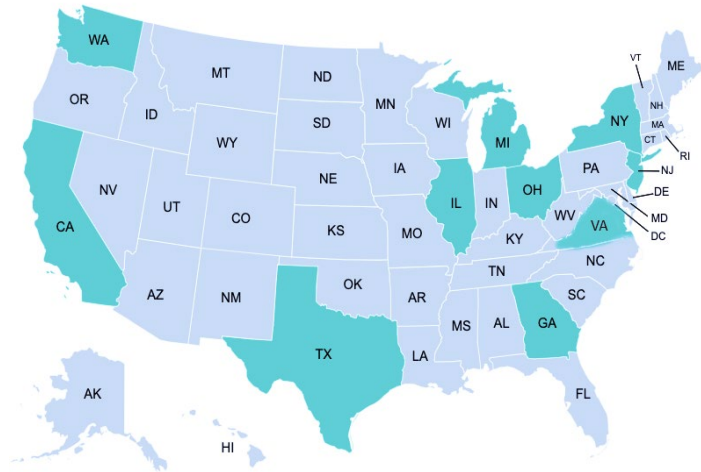 WA
VT
ME
MT
ND
OR
MN
NH
ID
WI
SD
NY
MA
MI
CT
WY
RI
IA
PA
NJ
NE
NV
OH
DE
IL
IN
UT
CO
WV
MD
CA
VA
KS
MO
DC
KY
NC
TN
OK
AZ
NM
AR
SC
MS
AL
GA
TX
LA
AK
FL
HI